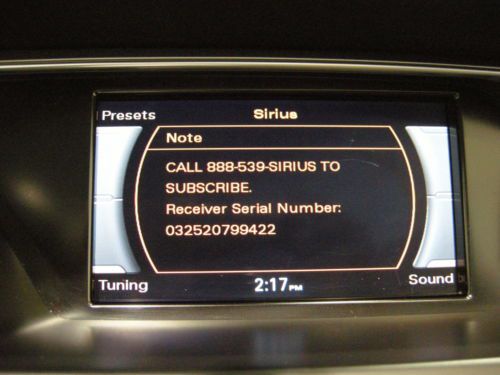 Presets Sirius
Note
CALL 888-539-SIRIUS TO
SUBSCRIBE.
Receiver Serial Number:
032520799422
Tuning 2:17PM Sound